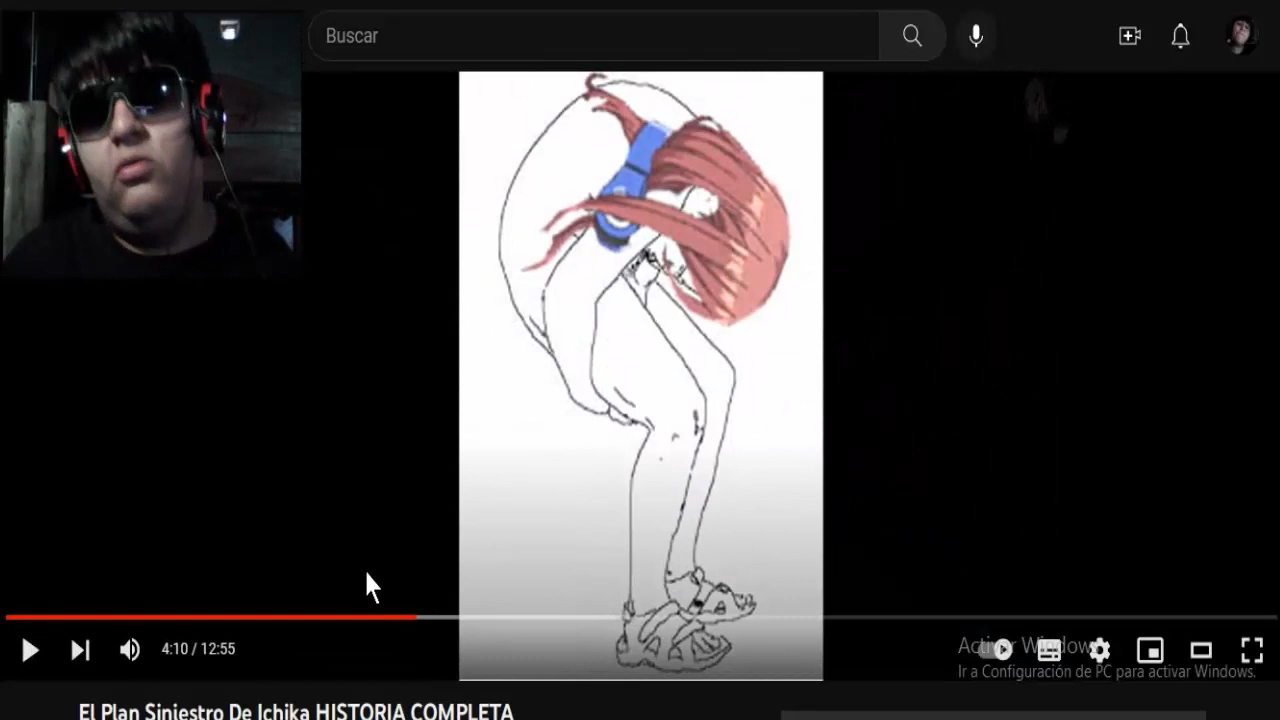 Buscar
4:10 / 12:55
Activar Windows
Ir a Configuración de PC para activar Windows.
El Plan Siniestro De Ichika HISTORIA COMPLETA